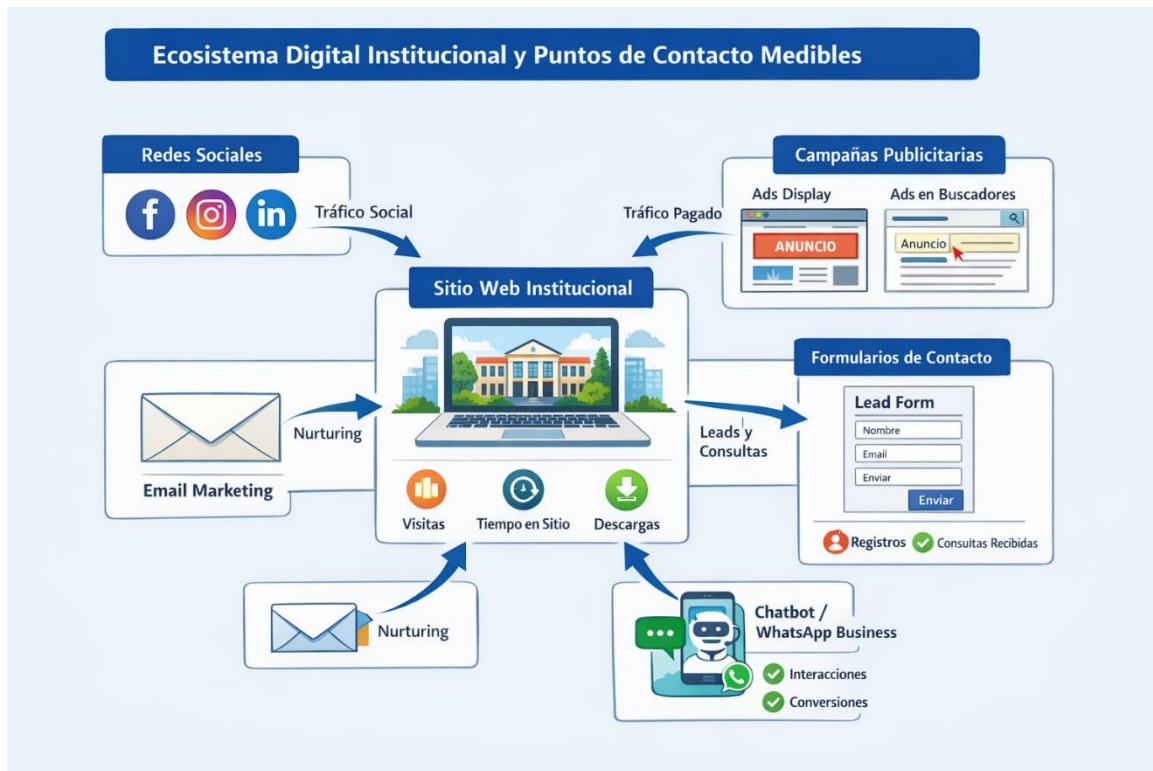 Ecosistema Digital Institucional y Puntos de Contacto Medibles
Redes Sociales
f
in
Tráfico Social
Campañas Publicitarias
Ads Display
Ads en Buscadores
Tráfico Pagado
ANUNCIO
Anuncio
Sitio Web Institucional
Visitas
Tiempo en Sitio
Descargas
Nurturing
Email Marketing
Leads y
Consultas
Formularios de Contacto
Lead Form
Nombre
Email
Enviar
Enviar
Registros
Consultas Recibidas
Nurturing
Chatbot /
WhatsApp Business
Interacciones
Conversiones